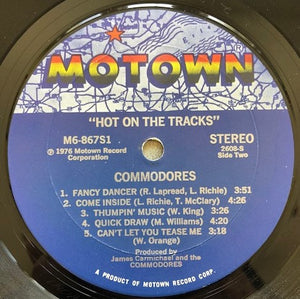 MOTOWN
"HOT ON THE TRACKS"
M6-867S1 STEREO
℗ 1976 Motown Record 2608-S
Corporation Side Two
COMMODORES
1. FANCY DANCER (R. Lapread, L. Richie) 3:51
2. COME INSIDE (L. Richie, T. McClary) 4:26
3. THUMPIN' MUSIC (W. King) 3:26
4. QUICK DRAW (M. Williams) 3:26
5. CAN'T LET YOU TEASE ME 3:18
(W. Orange)
Produced by
James Carmichael and the
COMMODORES
A PRODUCT OF MOTOWN RECORD CORP.